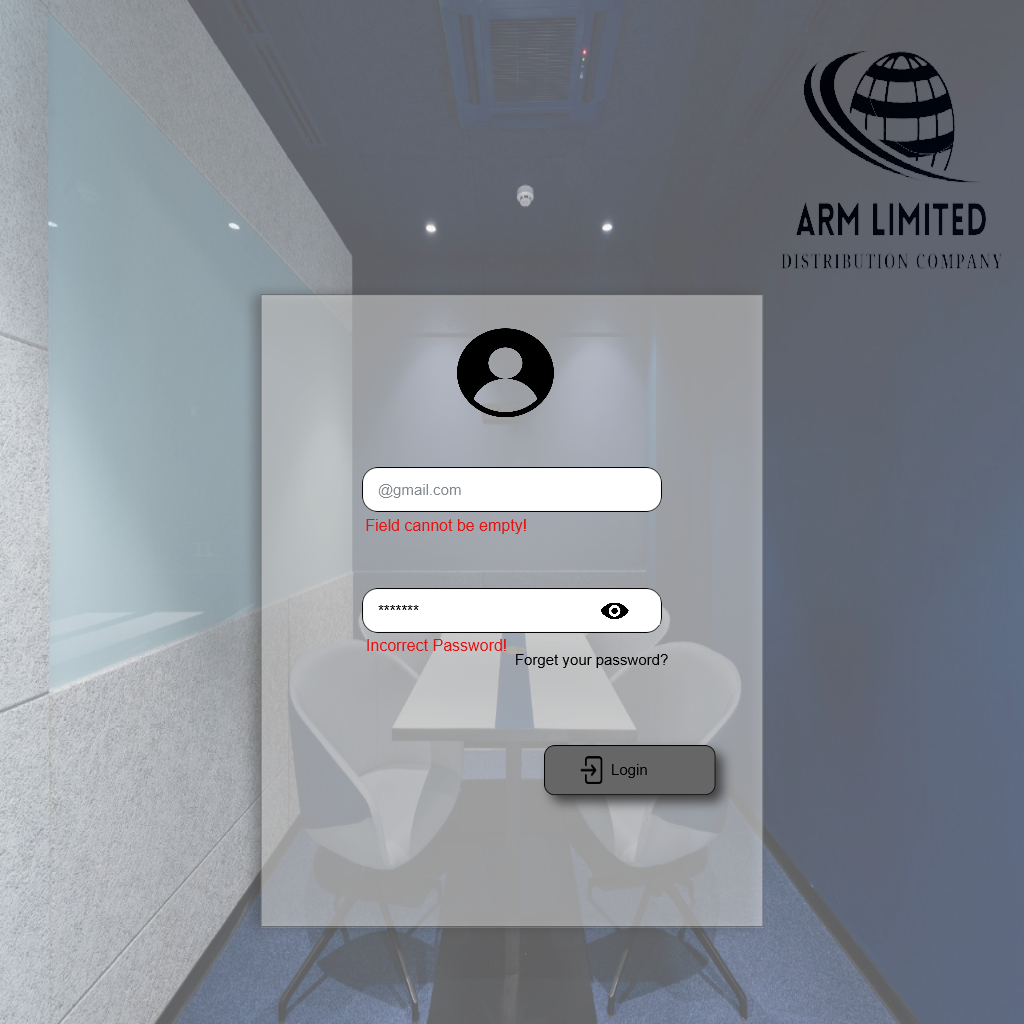 ARM LIMITED
DISTRIBUTION COMPANY
@gmail.com
Field cannot be empty!
*******
Incorrect Password!
Forget your password?
Login